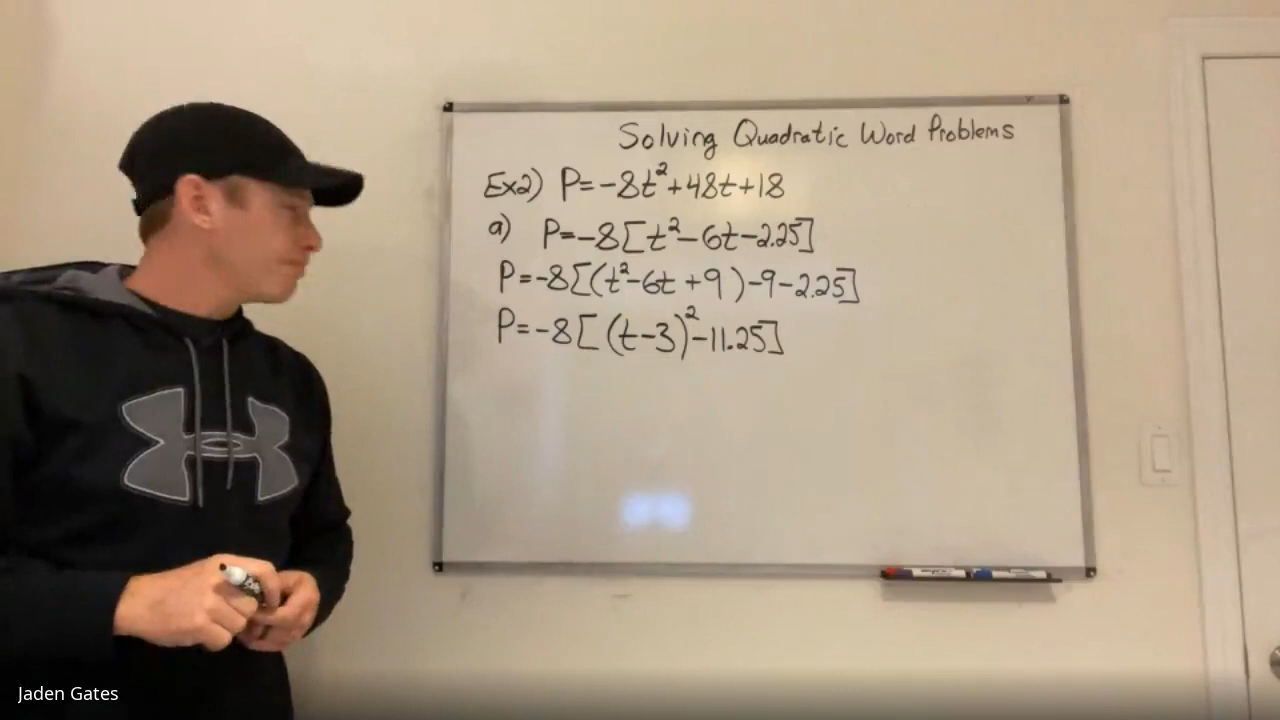 Solving Quadratic Word Problems
Ex2) P=-8t²+48t+18
a) P=-8[t²-6t-2.25]
P=-8[(t²-6t+9)-9-2.25]
P=-8[(t-3)²-11.25]
Jaden Gates